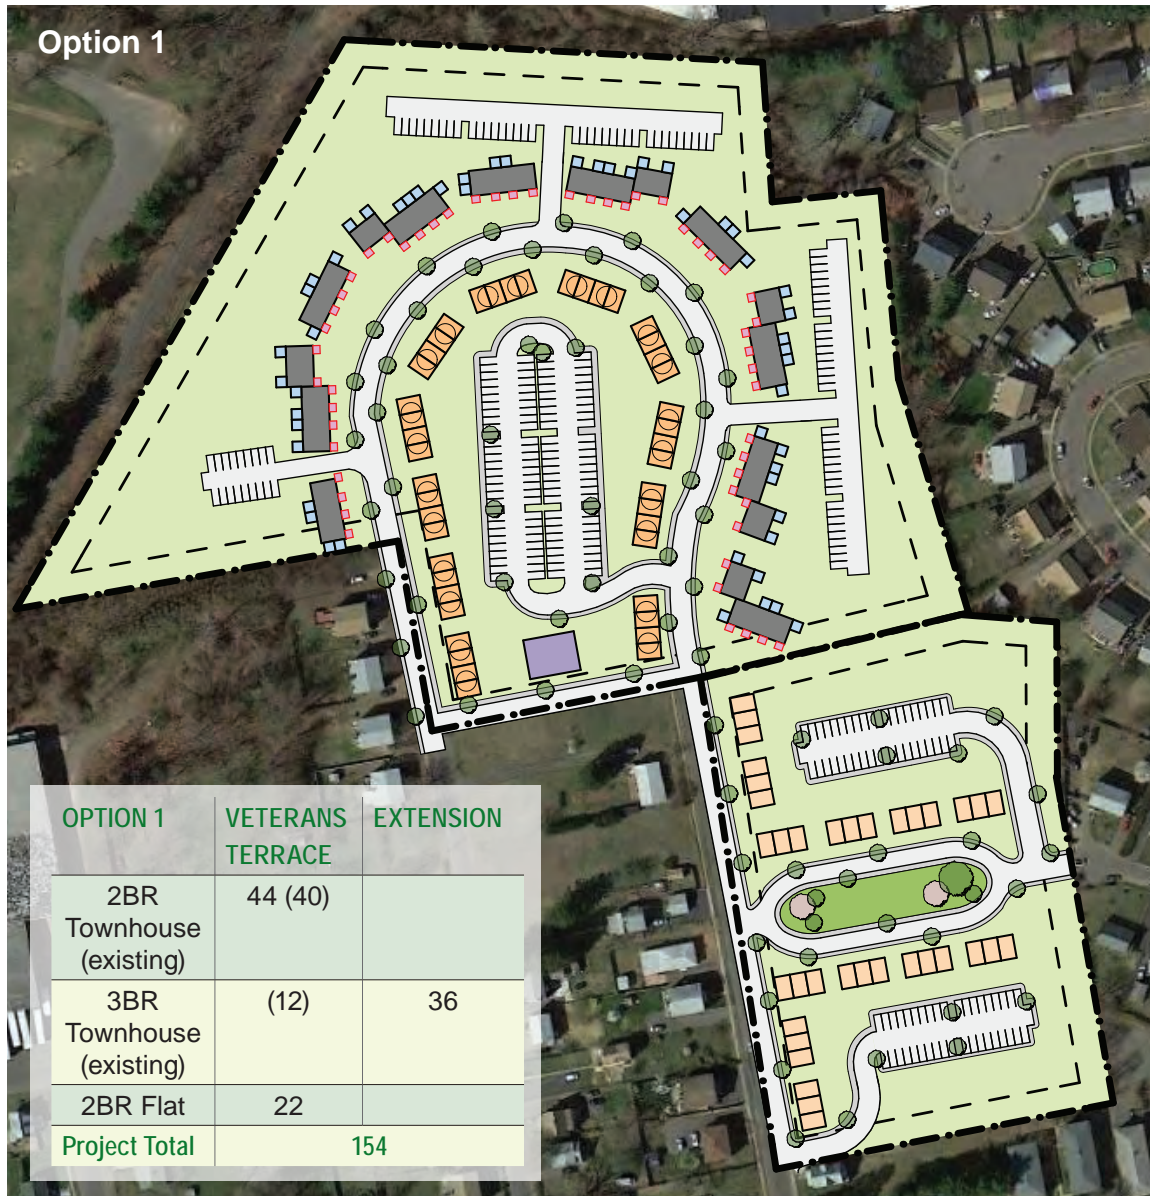 Option 1
OPTION 1 VETERANS TERRACE EXTENSION
2BR Townhouse (existing) 44 (40)
3BR Townhouse (existing) (12) 36
2BR Flat 22
Project Total 154